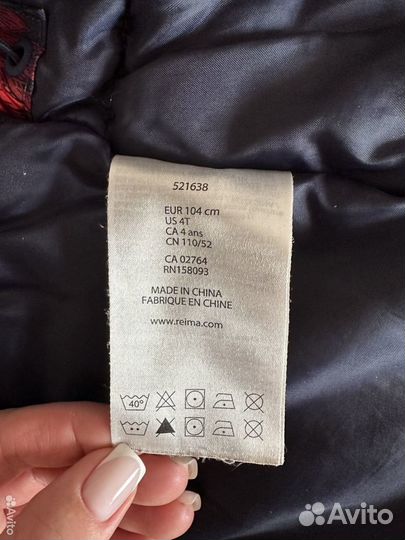 521638
EUR 104 cm
US 4T
CA 4 ans
CN 110/52
CA 02764
RN158093
MADE IN CHINA
FABRIQUE EN CHINE
www.reima.com
40°
Avito
Avito